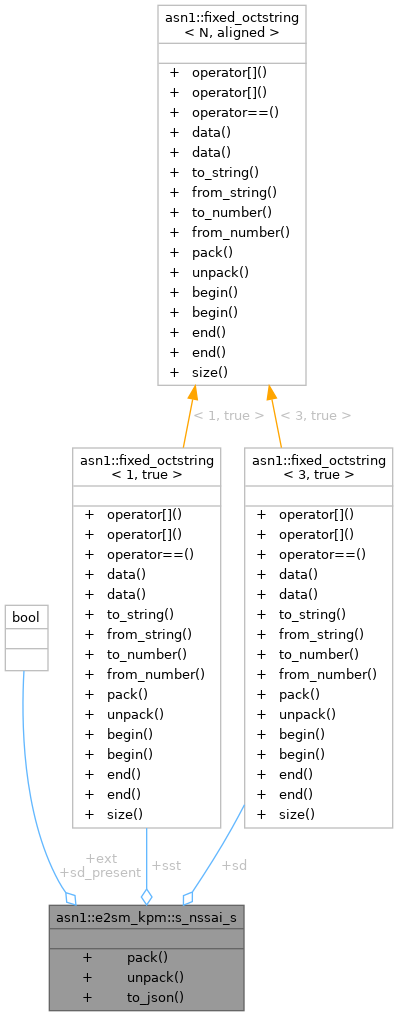 asn1::fixed_octstring
< N, aligned >
+ operator[]()
+ operator[]()
+ operator==()
+ data()
+ data()
+ to_string()
+ from_string()
+ to_number()
+ from_number()
+ pack()
+ unpack()
+ begin()
+ begin()
+ end()
+ end()
+ size()
< 1, true >
< 3, true >
asn1::fixed_octstring
< 1, true >
+ operator[]()
+ operator[]()
+ operator==()
+ data()
+ data()
+ to_string()
+ from_string()
+ to_number()
+ from_number()
+ pack()
+ unpack()
+ begin()
+ begin()
+ end()
+ end()
+ size()
asn1::fixed_octstring
< 3, true >
+ operator[]()
+ operator[]()
+ operator==()
+ data()
+ data()
+ to_string()
+ from_string()
+ to_number()
+ from_number()
+ pack()
+ unpack()
+ begin()
+ begin()
+ end()
+ end()
+ size()
bool
+ext
+sd_present
+sst
+sd
asn1::e2sm_kpm::s_nssai_s
+ pack()
+ unpack()
+ to_json()